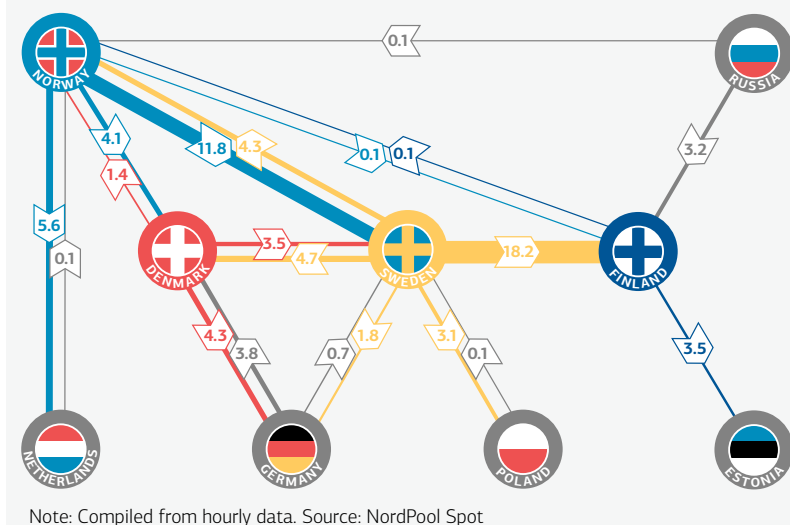 0.1
NORWAY
RUSSIA
4.1
11.8
4.3
0.1
0.1
3.2
1.4
5.6
0.1
3.5
4.7
18.2
DENMARK
SWEDEN
FINLAND
4.3
3.8
0.7
1.8
3.1
0.1
3.5
NETHERLANDS
GERMANY
POLAND
ESTONIA
Note: Compiled from hourly data. Source: NordPool Spot